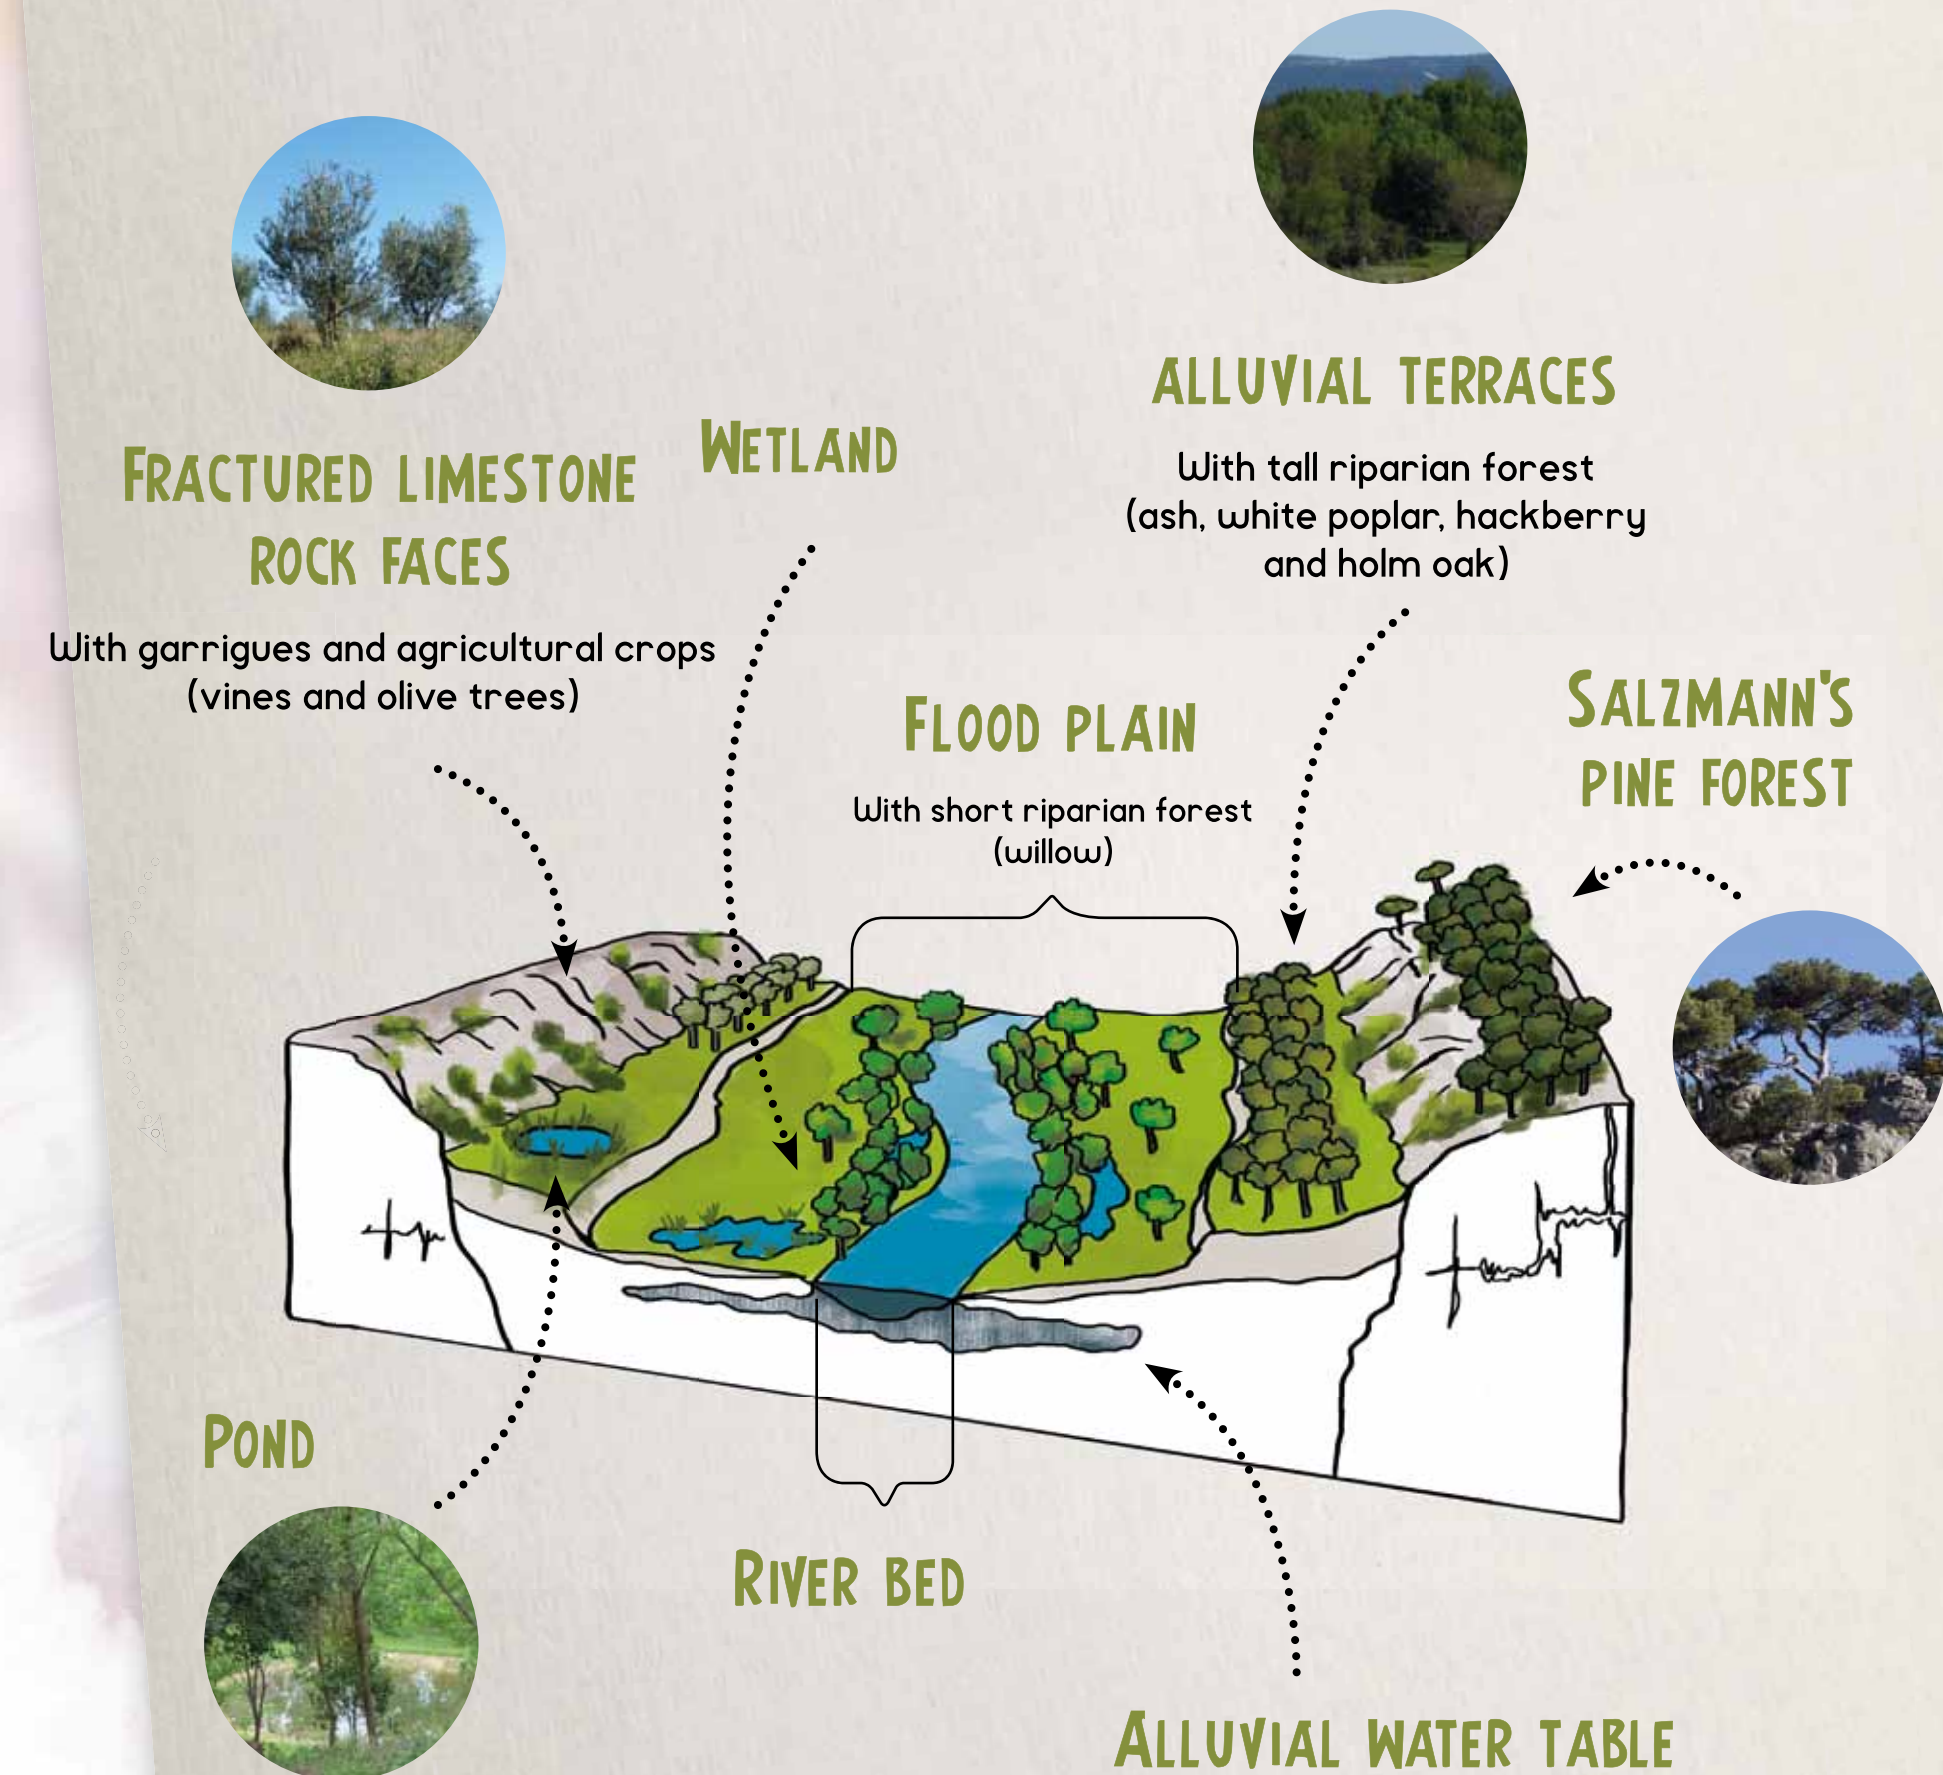 FRACTURED LIMESTONE
ROCK FACES
With garrigues and agricultural crops
(vines and olive trees)
WETLAND
ALLUVIAL TERRACES
With tall riparian forest
(ash, white poplar, hackberry
and holm oak)
FLOOD PLAIN
With short riparian forest
(willow)
SALZMANN'S
PINE FOREST
POND
RIVER BED
ALLUVIAL WATER TABLE